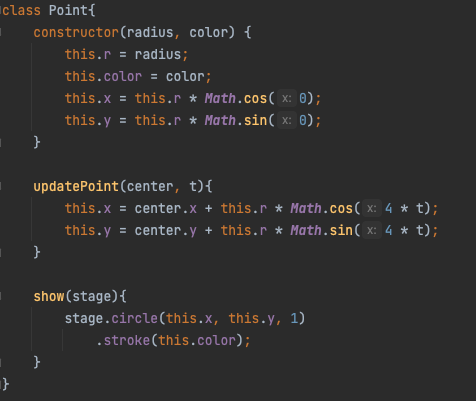 class Point{
constructor(radius, color) {
this.r = radius;
this.color = color;
this.x = this.r * Math.cos( x: 0);
this.y = this.r * Math.sin( x: 0);
}
updatePoint(center, t){
this.x = center.x + this.r * Math.cos( x: 4 * t);
this.y = center.y + this.r * Math.sin( x: 4 * t);
}
show(stage){
stage.circle(this.x, this.y, 1)
.stroke(this.color);
}
}